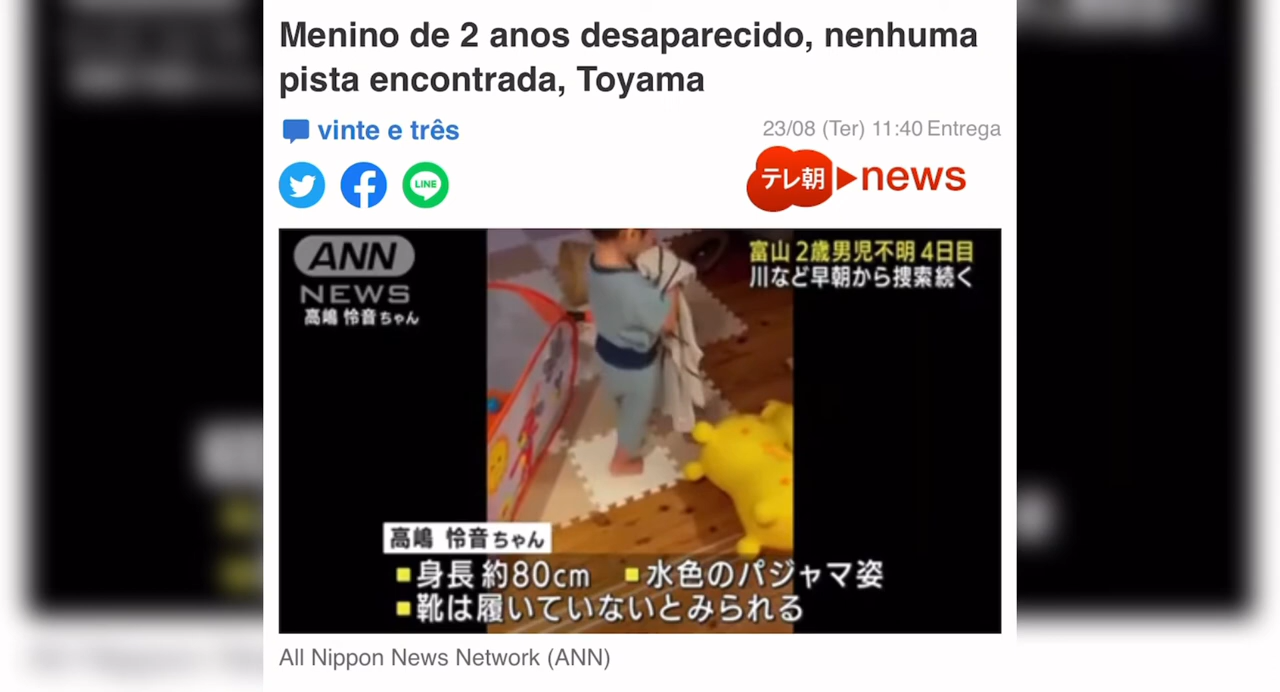 Menino de 2 anos desaparecido, nenhuma
pista encontrada, Toyama
vinte e três
23/08 (Ter) 11:40 Entrega
LINE
テレ朝 news
ANN
NEWS
高嶋 怜音ちゃん
富山 2歳男児不明 4日目
川など早朝から捜索続く
高嶋 怜音ちゃん
■身長 約80cm ■水色のパジャマ姿
■靴は履いていないとみられる
All Nippon News Network (ANN)